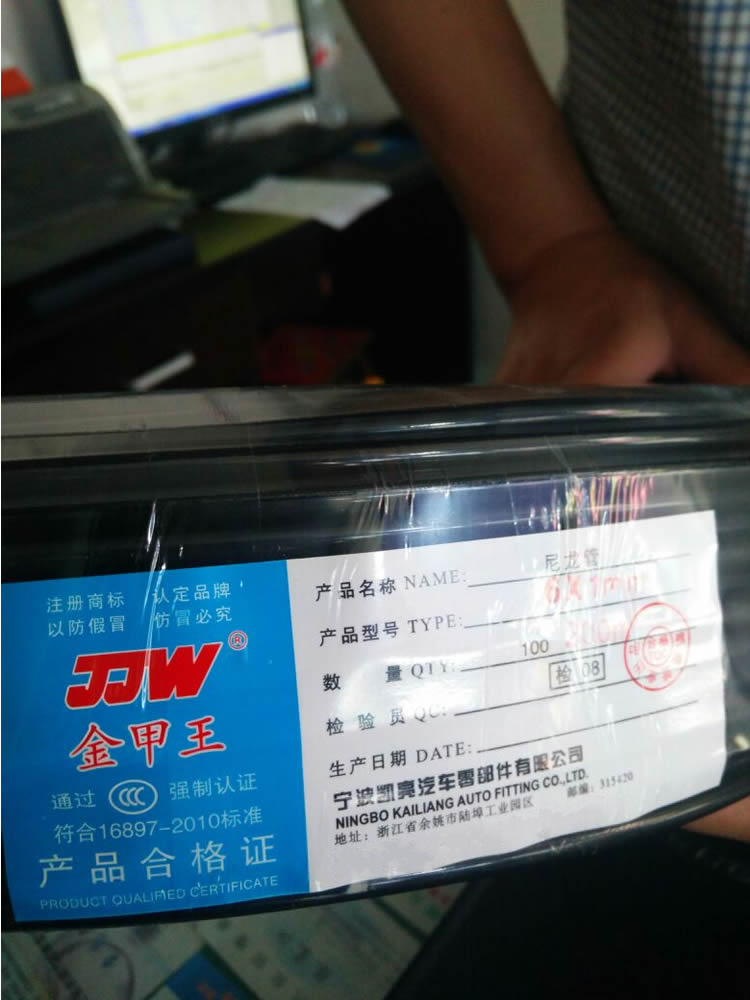 注册商标 认定品牌
以防假冒 仿冒必究
JJW®
金甲王
通过 CCC 强制认证
符合16897-2010标准
产品合格证
PRODUCT QUALIFIED CERTIFICATE
产品名称 NAME: 尼龙管
6X1mm
产品型号 TYPE:
数 量 QTY: 100
检验员 QC: 检 08
生产日期 DATE:
宁波凯亮汽车零部件有限公司
NINGBO KAILIANG AUTO FITTING CO.,LTD.
地址: 浙江省余姚市陆埠工业园区 邮编: 315420